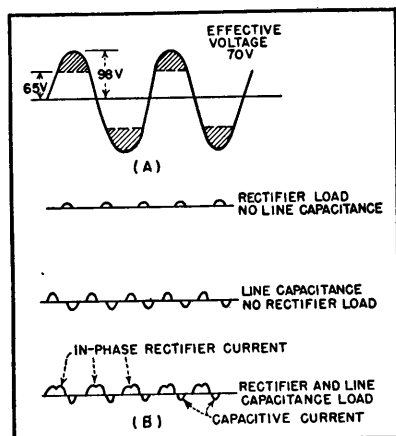 EFFECTIVE
VOLTAGE
70V
98V
65V
(A)
RECTIFIER LOAD
NO LINE CAPACITANCE
LINE CAPACITANCE
NO RECTIFIER LOAD
IN-PHASE RECTIFIER CURRENT
RECTIFIER AND LINE
CAPACITANCE LOAD
CAPACITIVE CURRENT
(B)